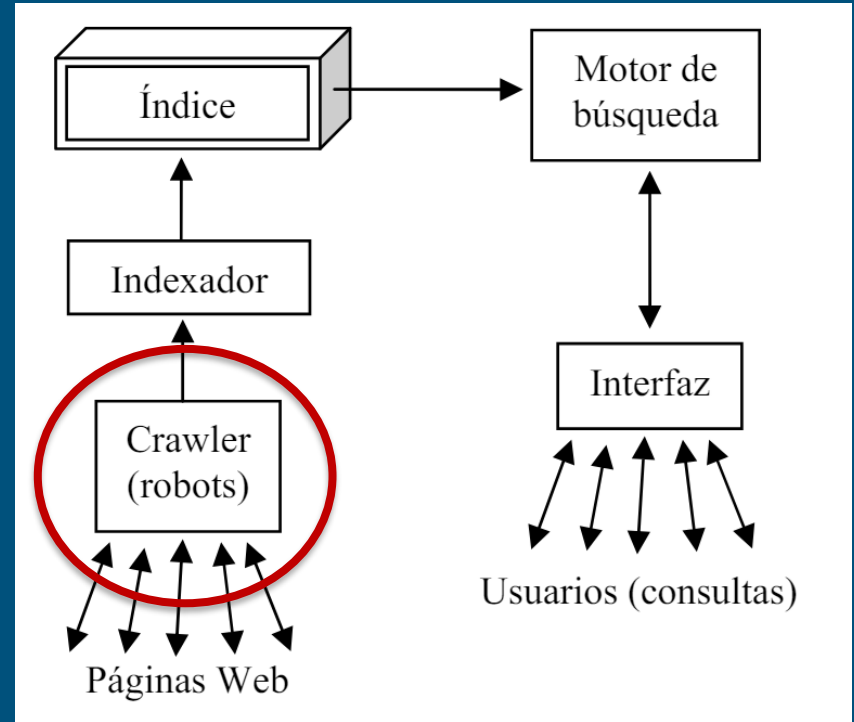 Índice
Motor de
búsqueda
Indexador
Interfaz
Crawler
(robots)
Usuarios (consultas)
Páginas Web